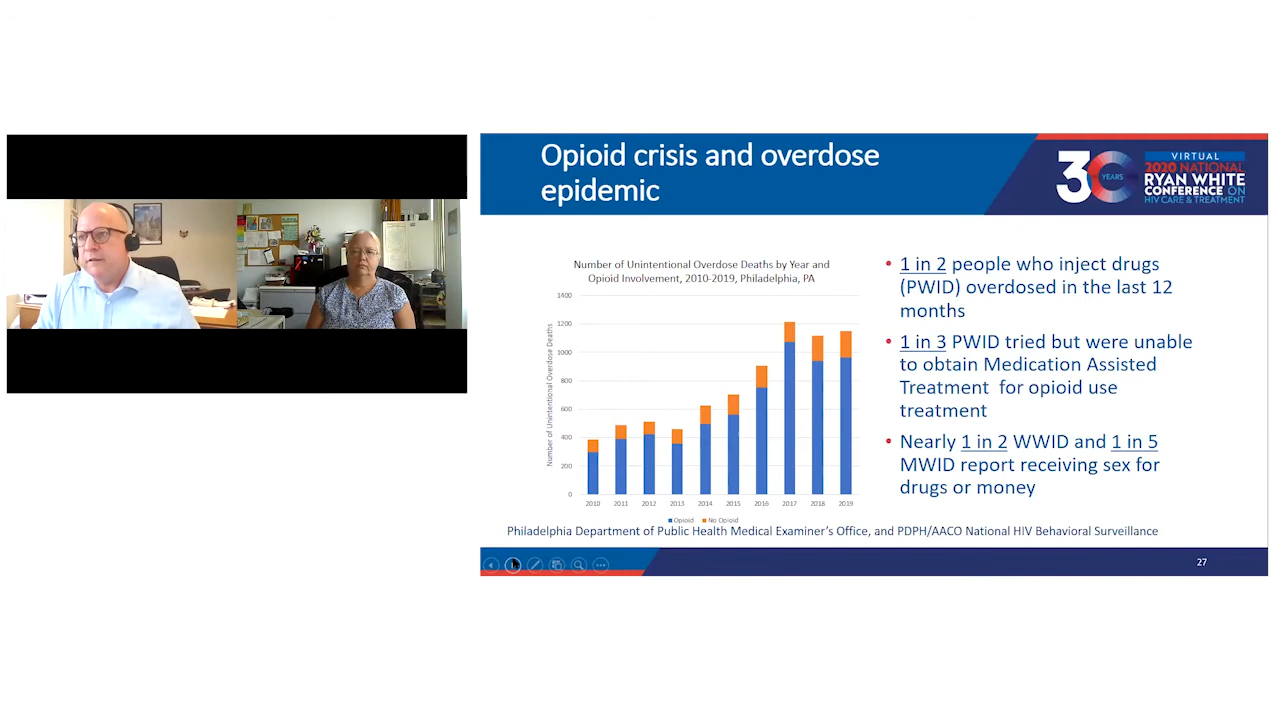 Opioid crisis and overdose
epidemic
30
YEARS
VIRTUAL
2020 NATIONAL
RYAN WHITE
CONFERENCE ON
HIV CARE & TREATMENT
Number of Unintentional Overdose Deaths by Year and
Opioid Involvement, 2010-2019, Philadelphia, PA
Number of Unintentional Overdose Deaths
1400
1200
1000
800
600
400
200
0
2010 2011 2012 2013 2014 2015 2016 2017 2018 2019
Opioid No Opioid
• 1 in 2 people who inject drugs
(PWID) overdosed in the last 12
months
• 1 in 3 PWID tried but were unable
to obtain Medication Assisted
Treatment for opioid use
treatment
• Nearly 1 in 2 WWID and 1 in 5
MWID report receiving sex for
drugs or money
Philadelphia Department of Public Health Medical Examiner's Office, and PDPH/AACO National HIV Behavioral Surveillance
27